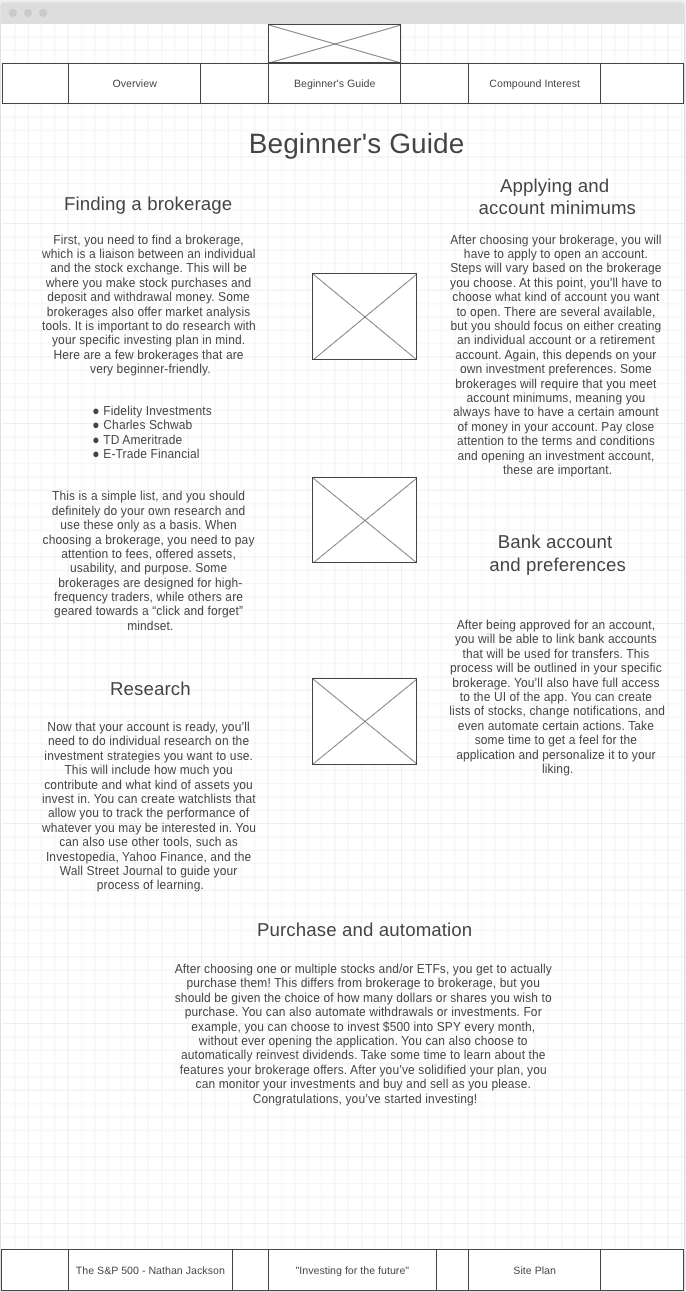 Overview
Beginner's Guide
Compound Interest
Beginner's Guide
Finding a brokerage
First, you need to find a brokerage,
which is a liaison between an individual
and the stock exchange. This will be
where you make stock purchases and
deposit and withdrawal money. Some
brokerages also offer market analysis
tools. It is important to do research with
your specific investing plan in mind.
Here are a few brokerages that are
very beginner-friendly.
● Fidelity Investments
● Charles Schwab
● TD Ameritrade
● E-Trade Financial
This is a simple list, and you should
definitely do your own research and
use these only as a basis. When
choosing a brokerage, you need to pay
attention to fees, offered assets,
usability, and purpose. Some
brokerages are designed for high-
frequency traders, while others are
geared towards a “click and forget”
mindset.
Applying and
account minimums
After choosing your brokerage, you will
have to apply to open an account.
Steps will vary based on the brokerage
you choose. At this point, you’ll have to
choose what kind of account you want
to open. There are several available,
but you should focus on either creating
an individual account or a retirement
account. Again, this depends on your
own investment preferences. Some
brokerages will require that you meet
account minimums, meaning you
always have to have a certain amount
of money in your account. Pay close
attention to the terms and conditions
and opening an investment account,
these are important.
Bank account
and preferences
After being approved for an account,
you will be able to link bank accounts
that will be used for transfers. This
process will be outlined in your specific
brokerage. You’ll also have full access
to the UI of the app. You can create
lists of stocks, change notifications, and
even automate certain actions. Take
some time to get a feel for the
application and personalize it to your
liking.
Research
Now that your account is ready, you’ll
need to do individual research on the
investment strategies you want to use.
This will include how much you
contribute and what kind of assets you
invest in. You can create watchlists that
allow you to track the performance of
whatever you may be interested in. You
can also use other tools, such as
Investopedia, Yahoo Finance, and the
Wall Street Journal to guide your
process of learning.
Purchase and automation
After choosing one or multiple stocks and/or ETFs, you get to actually
purchase them! This differs from brokerage to brokerage, but you
should be given the choice of how many dollars or shares you wish to
purchase. You can also automate withdrawals or investments. For
example, you can choose to invest $500 into SPY every month,
without ever opening the application. You can also choose to
automatically reinvest dividends. Take some time to learn about the
features your brokerage offers. After you’ve solidified your plan, you
can monitor your investments and buy and sell as you please.
Congratulations, you’ve started investing!
The S&P 500 - Nathan Jackson
"Investing for the future"
Site Plan